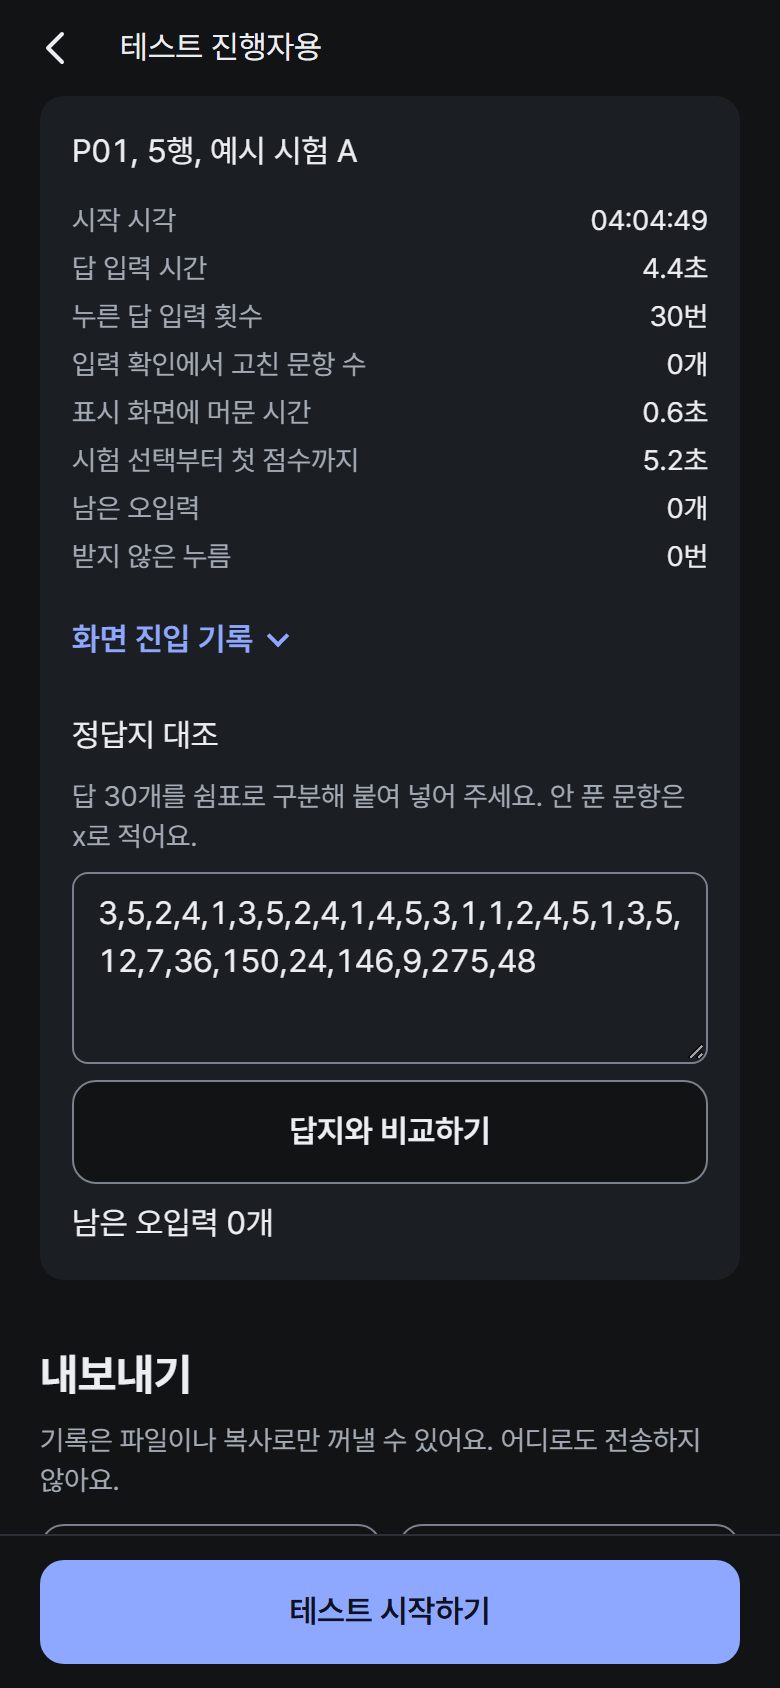 테스트 진행자용
P01, 5행, 예시 시험 A
시작 시각 04:04:49
답 입력 시간 4.4초
누른 답 입력 횟수 30번
입력 확인에서 고친 문항 수 0개
표시 화면에 머문 시간 0.6초
시험 선택부터 첫 점수까지 5.2초
남은 오입력 0개
받지 않은 누름 0번
화면 진입 기록
정답지 대조
답 30개를 쉼표로 구분해 붙여 넣어 주세요. 안 푼 문항은
x로 적어요.
3,5,2,4,1,3,5,2,4,1,4,5,3,1,1,2,4,5,1,3,5,
12,7,36,150,24,146,9,275,48
답지와 비교하기
남은 오입력 0개
내보내기
기록은 파일이나 복사로만 꺼낼 수 있어요. 어디로도 전송하지
않아요.
테스트 시작하기